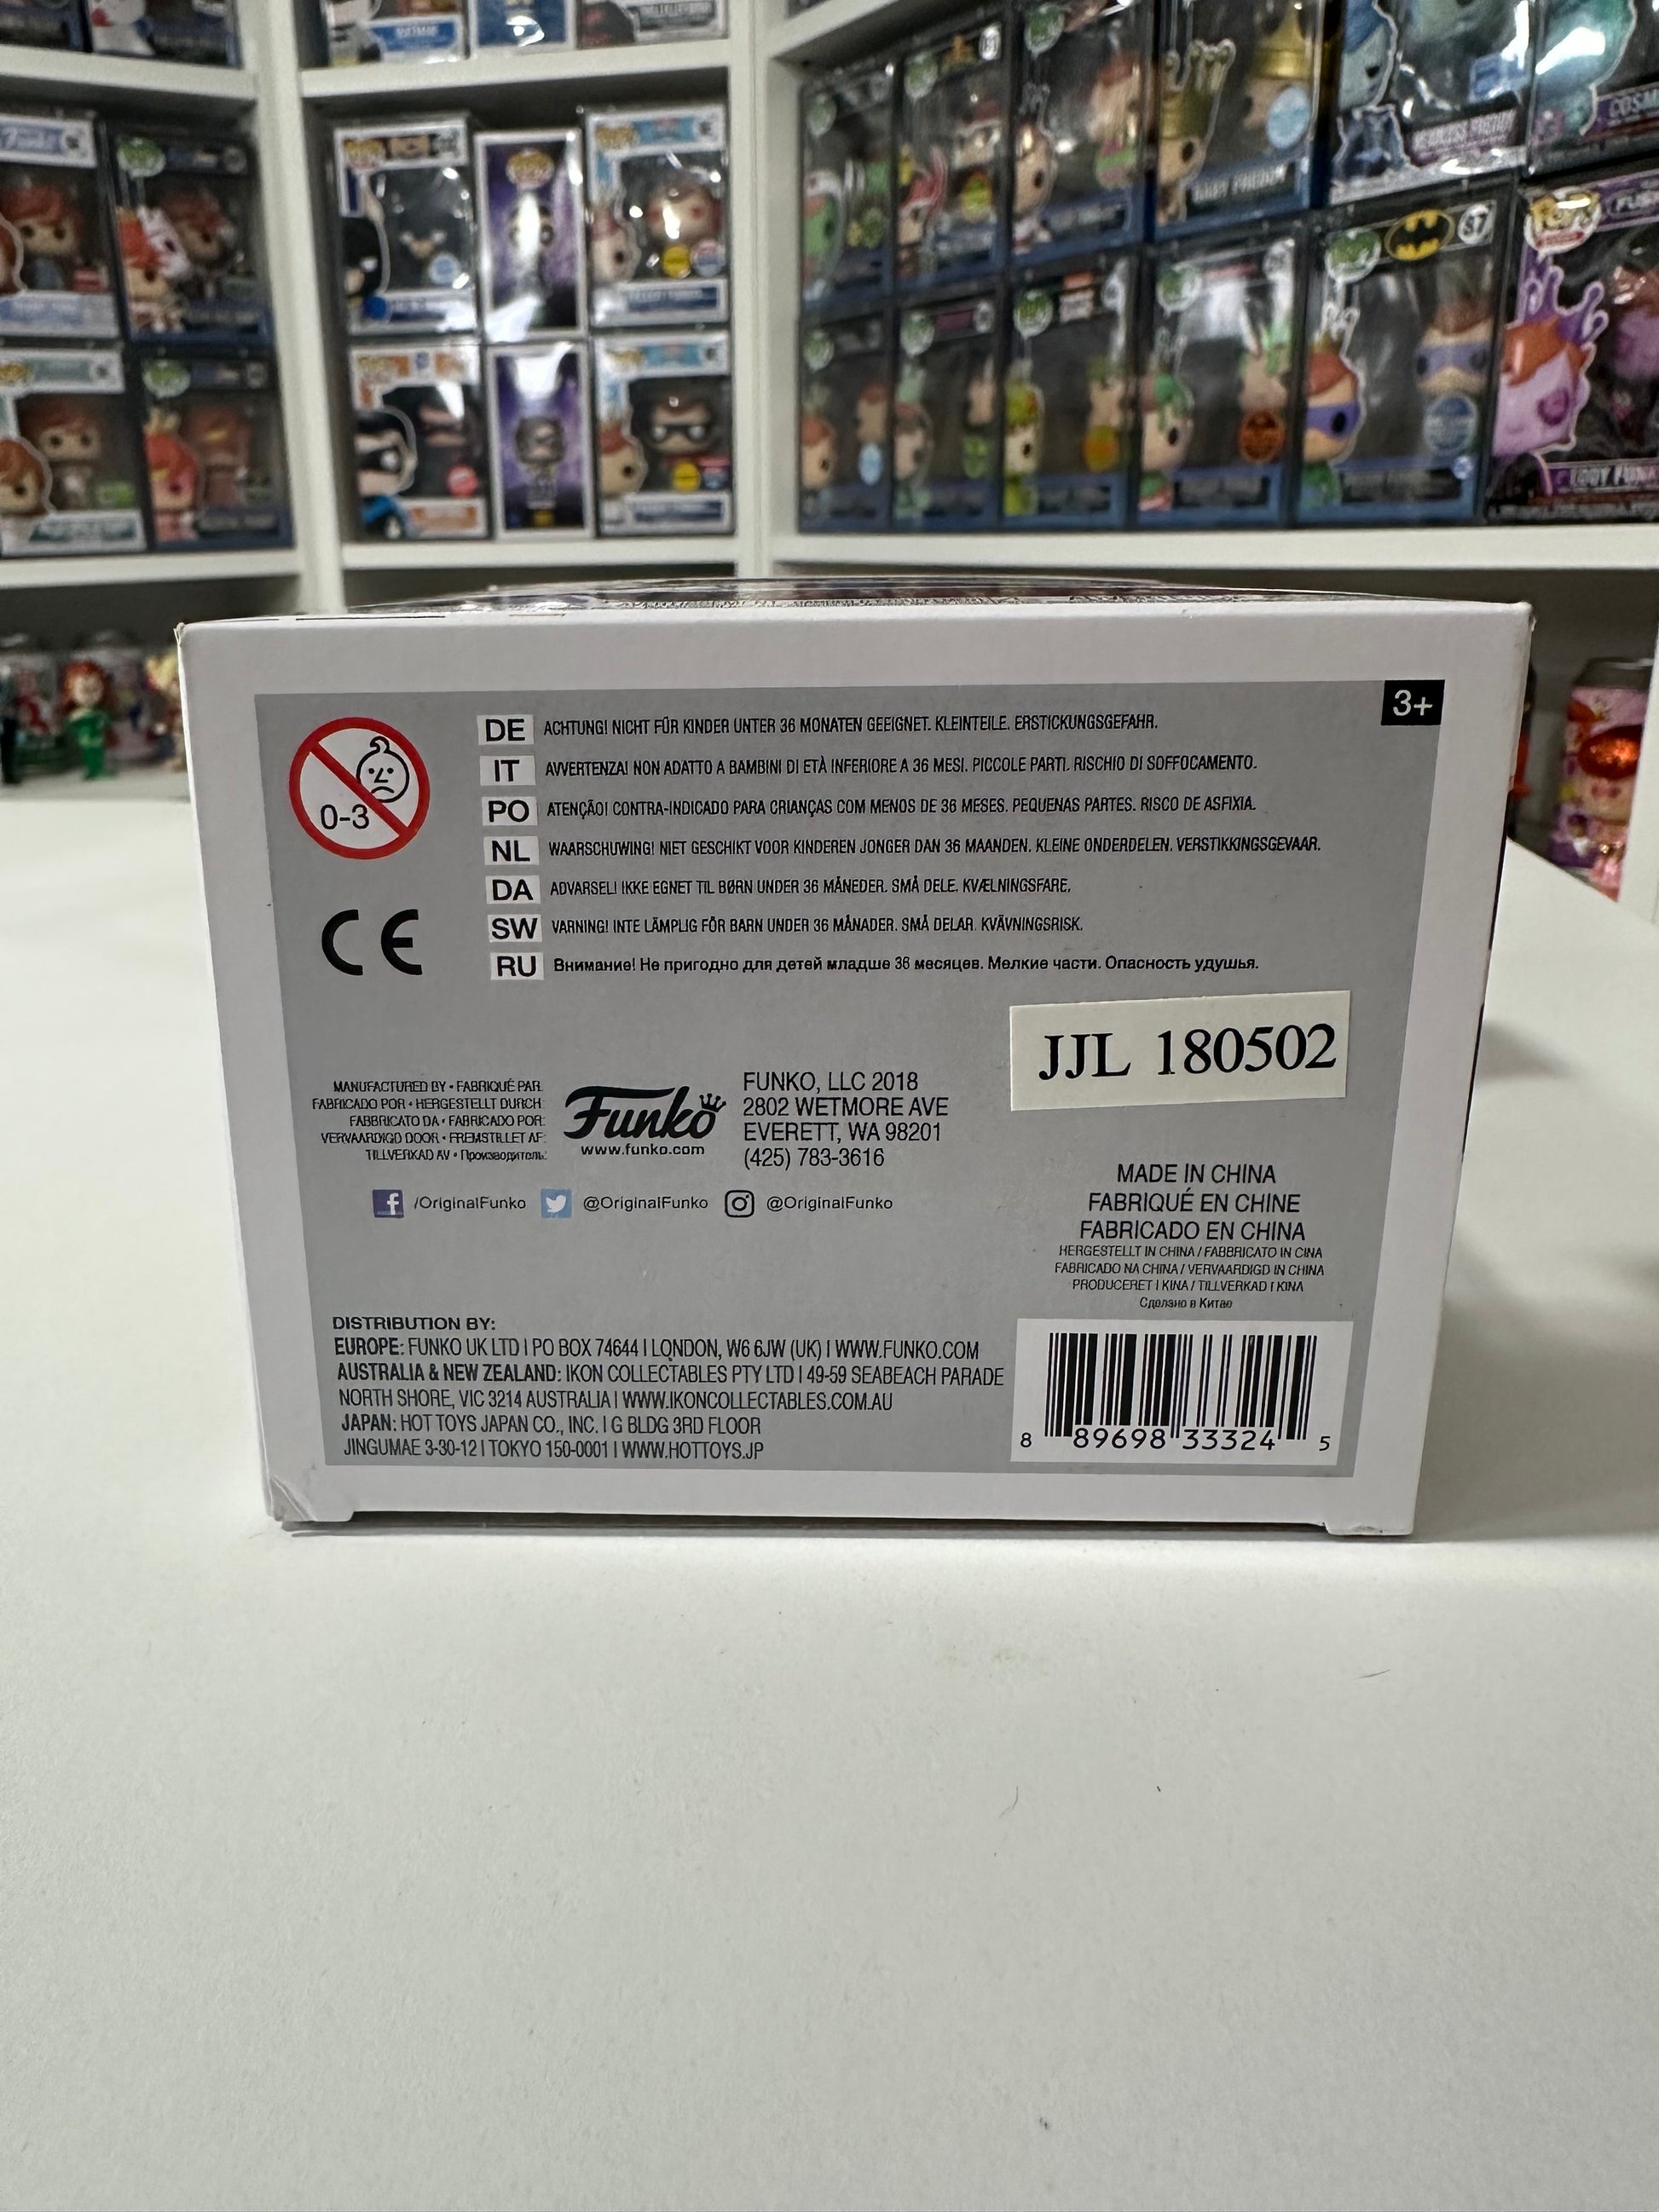 3+
0-3
DE ACHTUNG! NICHT FÜR KINDER UNTER 36 MONATEN GEEIGNET. KLEINTEILE. ERSTICKUNGSGEFAHR.
IT AVVERTENZA! NON ADATTO A BAMBINI DI ETÀ INFERIORE A 36 MESI. PICCOLE PARTI. RISCHIO DI SOFFOCAMENTO.
PO ATENÇÃO! CONTRA-INDICADO PARA CRIANÇAS COM MENOS DE 36 MESES. PEQUENAS PARTES. RISCO DE ASFIXIA.
NL WAARSCHUWING! NIET GESCHIKT VOOR KINDEREN JONGER DAN 36 MAANDEN. KLEINE ONDERDELEN. VERSTIKKINGSGEVAAR.
DA ADVARSEL! IKKE EGNET TIL BØRN UNDER 36 MÅNEDER. SMÅ DELE. KVÆLNINGSFARE.
SW VARNING! INTE LÄMPLIG FÖR BARN UNDER 36 MÅNADER. SMÅ DELAR. KVÄVNINGSRISK.
RU Внимание! Не пригодно для детей младше 36 месяцев. Мелкие части. Опасность удушья.
CE
JJL 180502
MANUFACTURED BY • FABRIQUÉ PAR
FABRICADO POR • HERGESTELLT DURCH:
FABBRICATO DA • FABRICADO POR:
VERVAARDIGD DOOR • FREMSTILLET AF:
TILLVERKAD AV • Производитель:
Funko
www.funko.com
FUNKO, LLC 2018
2802 WETMORE AVE
EVERETT, WA 98201
(425) 783-3616
/OriginalFunko @OriginalFunko @OriginalFunko
MADE IN CHINA
FABRIQUÉ EN CHINE
FABRICADO EN CHINA
HERGESTELLT IN CHINA / FABBRICATO IN CINA
FABRICADO NA CHINA / VERVAARDIGD IN CHINA
PRODUCERET I KINA / TILLVERKAD I KINA
Сделано в Китае
DISTRIBUTION BY:
EUROPE: FUNKO UK LTD | PO BOX 74644 | LONDON, W6 6JW (UK) | WWW.FUNKO.COM
AUSTRALIA & NEW ZEALAND: IKON COLLECTABLES PTY LTD | 49-59 SEABEACH PARADE
NORTH SHORE, VIC 3214 AUSTRALIA | WWW.IKONCOLLECTABLES.COM.AU
JAPAN: HOT TOYS JAPAN CO., INC. | G BLDG 3RD FLOOR
JINGUMAE 3-30-12 | TOKYO 150-0001 | WWW.HOTTOYS.JP
8 89698 33324 5